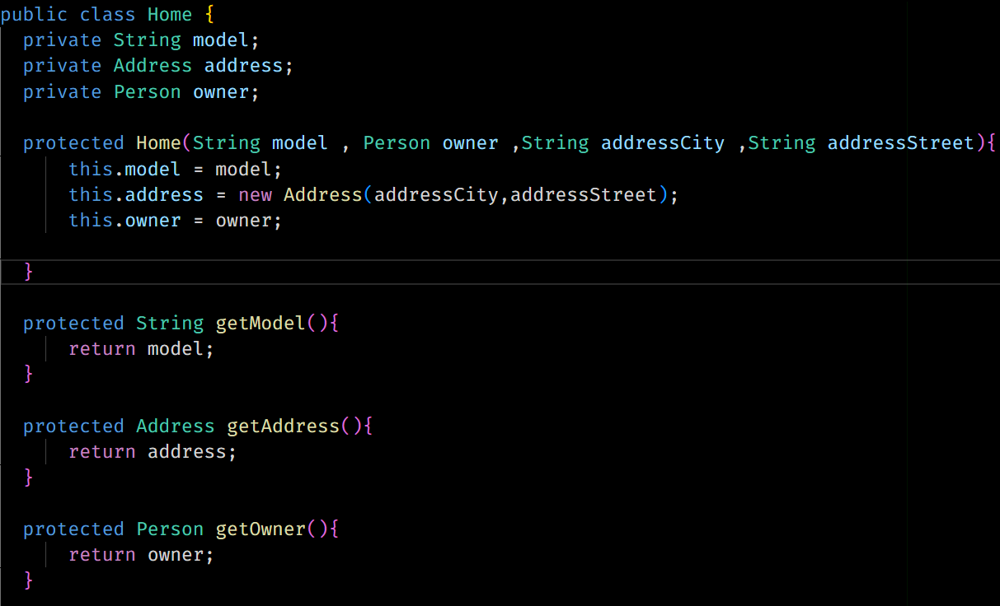 public class Home {
private String model;
private Address address;
private Person owner;
protected Home(String model , Person owner ,String addressCity ,String addressStreet){
this.model = model;
this.address = new Address(addressCity,addressStreet);
this.owner = owner;
}
protected String getModel(){
return model;
}
protected Address getAddress(){
return address;
}
protected Person getOwner(){
return owner;
}